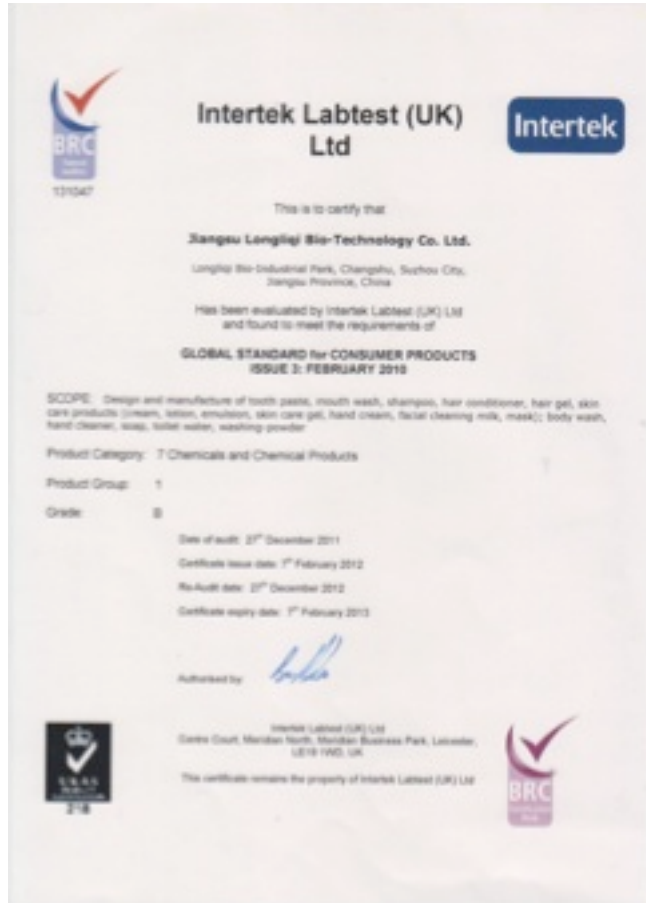 Intertek Labtest (UK)
Ltd
Intertek
BRC
131047
This is to certify that
Jiangsu Longliqi Bio-Technology Co. Ltd.
Longliqi Bio-Industrial Park, Changshu, Suzhou City,
Jiangsu Province, China
Has been evaluated by Intertek Labtest (UK) Ltd
and found to meet the requirements of
GLOBAL STANDARD for CONSUMER PRODUCTS
ISSUE 3: FEBRUARY 2010
SCOPE: Design and manufacture of tooth paste, mouth wash, shampoo, hair conditioner, hair gel, skin
care products (cream, lotion, emulsion, skin care gel, hand cream, facial cleaning milk, mask); body wash,
hand cleaner, soap, toilet water, washing-powder
Product Category: 7 Chemicals and Chemical Products
Product Group: 1
Grade: B
Date of audit: 27th December 2011
Certificate issue date: 7th February 2012
Re-Audit date: 27th December 2012
Certificate expiry date: 7th February 2013
Authorised by
Intertek Labtest (UK) Ltd
Centre Court, Meridian North, Meridian Business Park, Leicester,
LE19 1WD, UK
This certificate remains the property of Intertek Labtest (UK) Ltd
UKAS
218
BRC